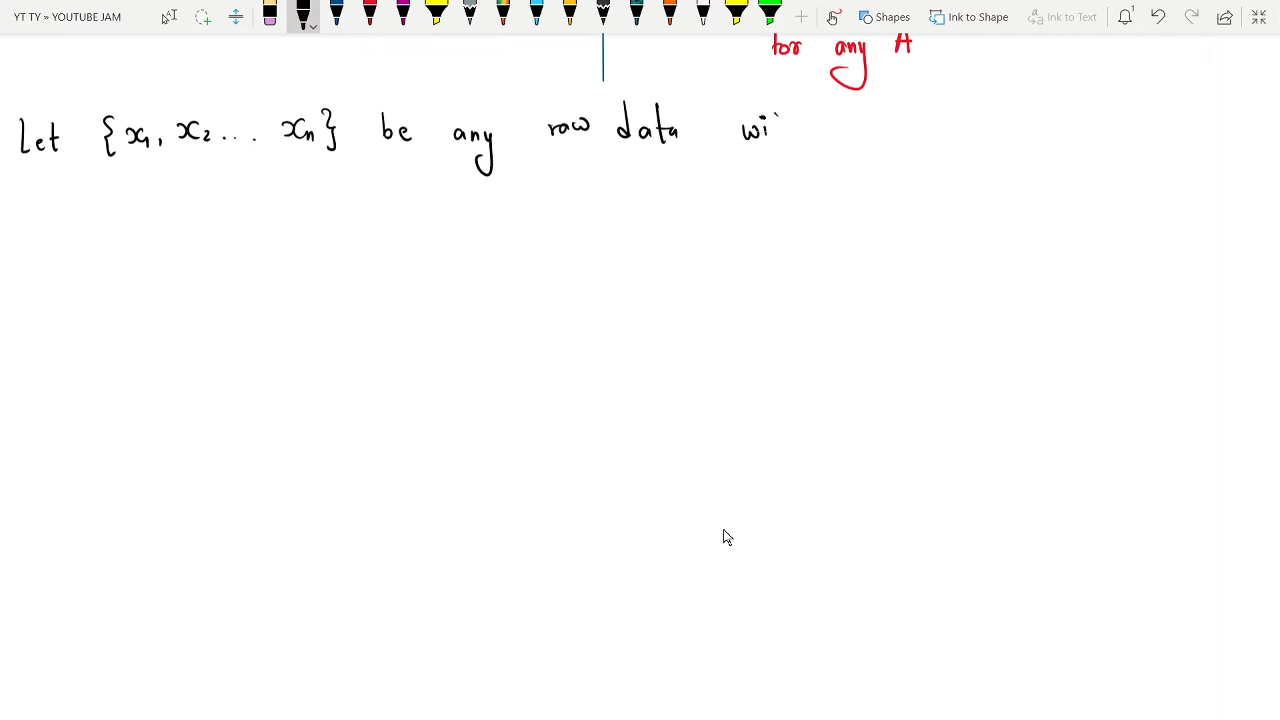 YT TY » YOUTUBE JAM Shapes Ink to Shape Ink to Text
for any A
Let {x₁, x₂ ... xₙ} be any raw data wi